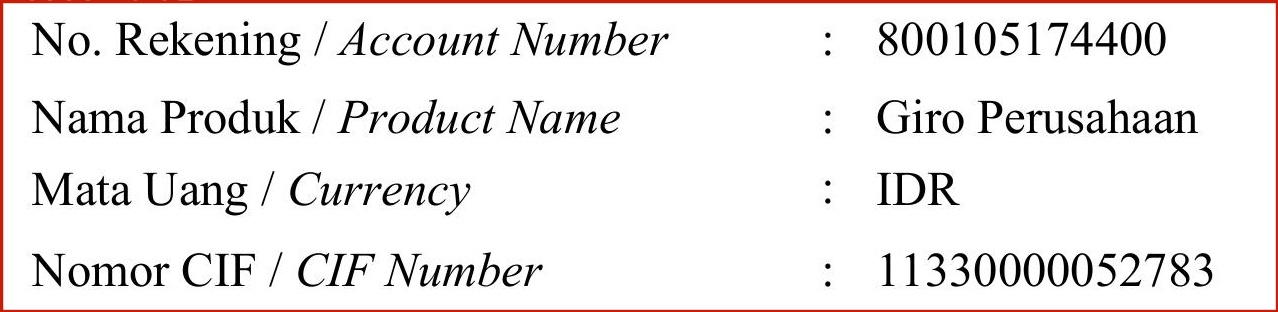 No. Rekening / Account Number : 800105174400
Nama Produk / Product Name : Giro Perusahaan
Mata Uang / Currency : IDR
Nomor CIF / CIF Number : 11330000052783